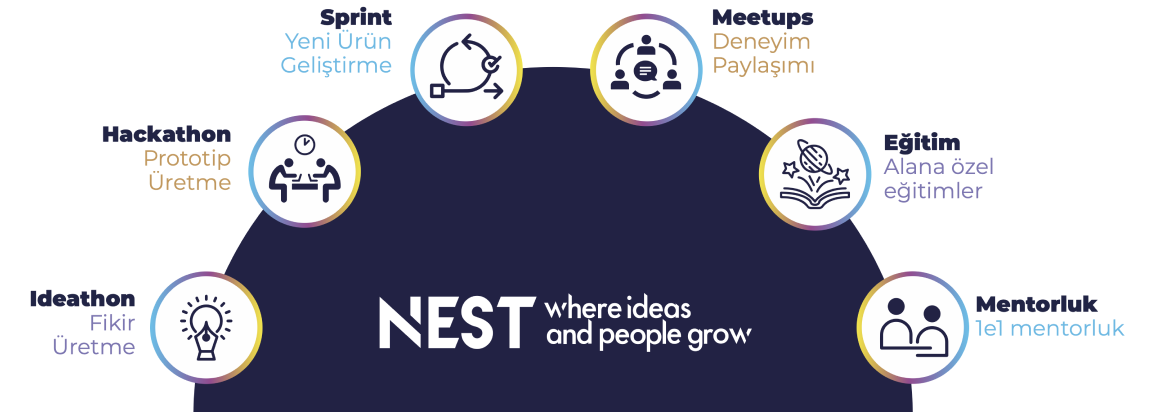 Sprint
Yeni Ürün
Geliştirme
Meetups
Deneyim
Paylaşımı
Hackathon
Prototip
Üretme
Eğitim
Alana özel
eğitimler
Ideathon
Fikir
Üretme
NEST where ideas
and people grow
Mentorluk
1e1 mentorluk